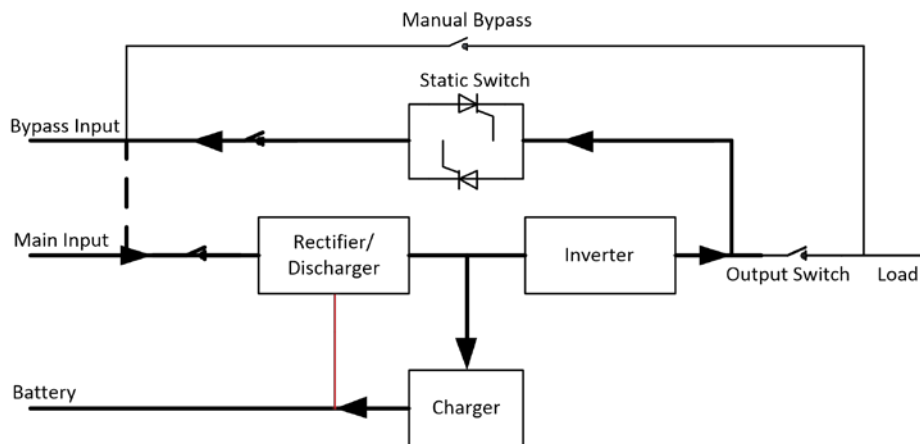 Manual Bypass
Static Switch
Bypass Input
Main Input
Rectifier/
Discharger
Inverter
Output Switch
Load
Battery
Charger